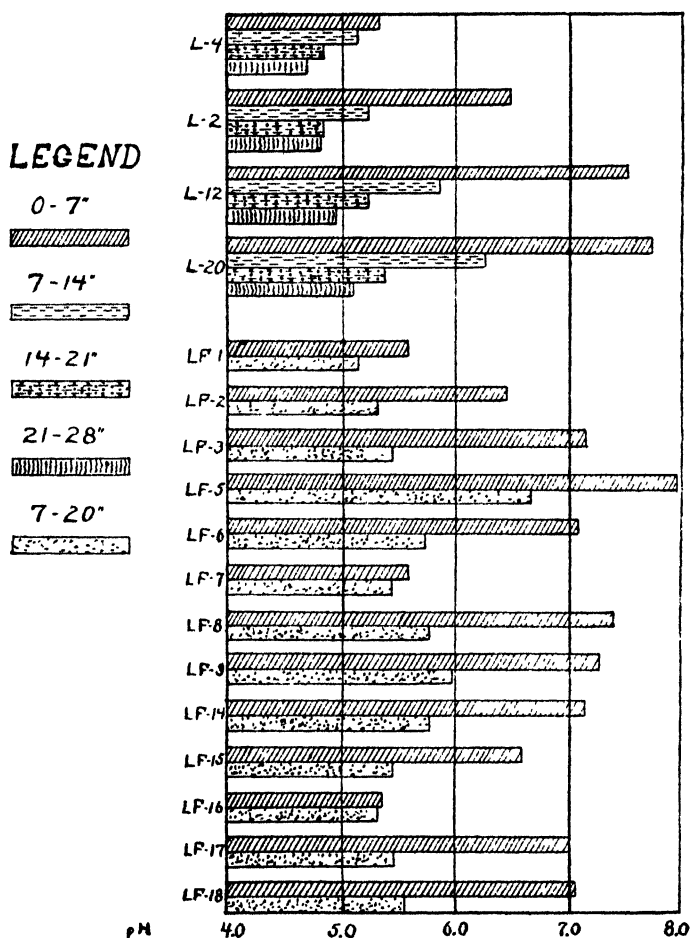 LEGEND
0-7"
7-14"
14-21"
21-28"
7-20"
L-4
L-2
L-12
L-20
LF 1
LF-2
LF-3
LF-5
LF-6
LF-7
LF-8
LF-9
LF-14
LF-15
LF-16
LF-17
LF-18
pH 4.0 5.0 6.0 7.0 8.0